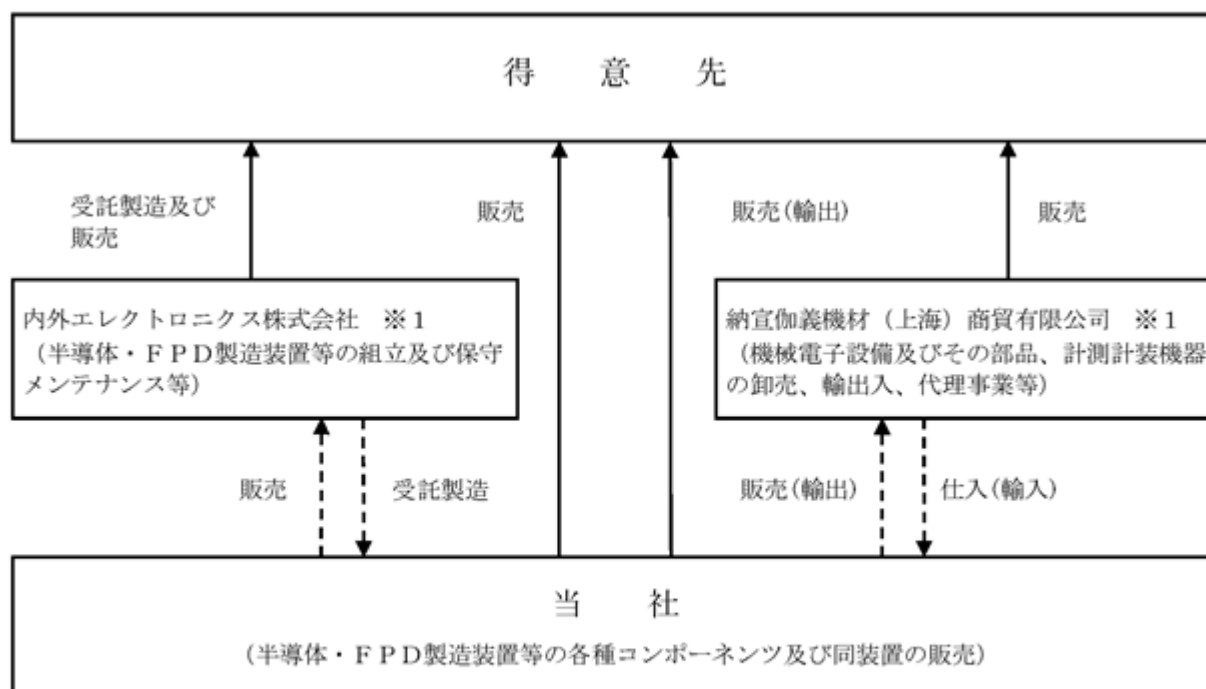 得 意 先
受託製造及び
販売
販売
販売(輸出)
販売
内外エレクトロニクス株式会社 ※1
(半導体・FPD製造装置等の組立及び保守
メンテナンス等)
納宣伽義機材(上海)商貿有限公司 ※1
(機械電子設備及びその部品、計測計装機器
の卸売、輸出入、代理事業等)
販売
受託製造
販売(輸出)
仕入(輸入)
当 社
(半導体・FPD製造装置等の各種コンポーネンツ及び同装置の販売)